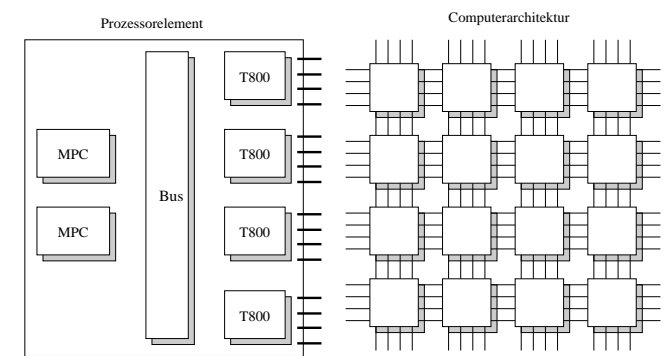 Prozessorelement
Computerarchitektur
T800
MPC
T800
Bus
MPC
T800
T800